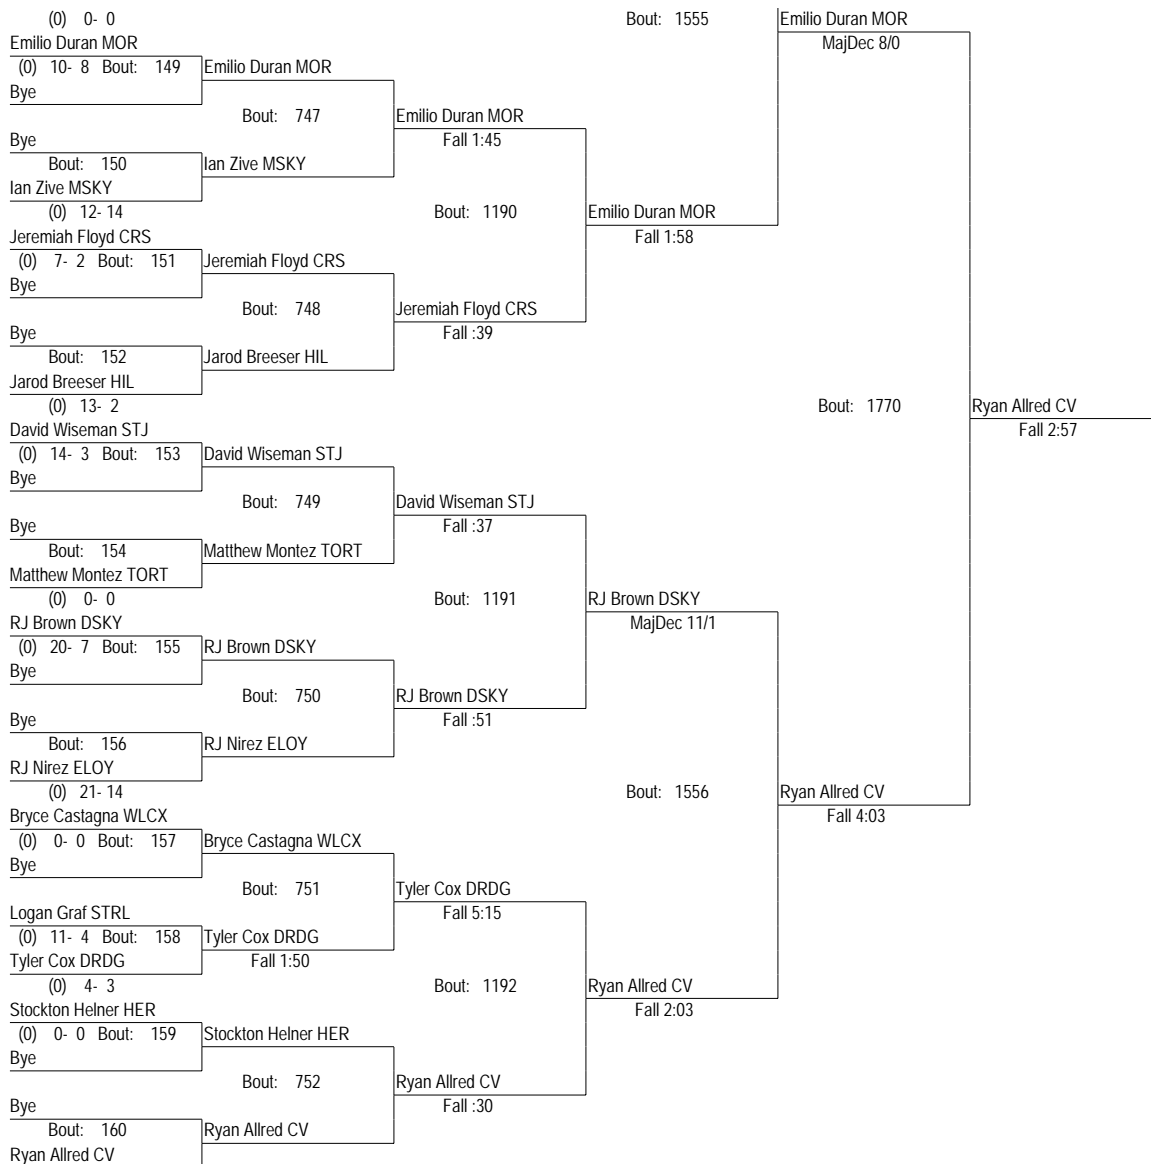 (0) 0- 0 Bout: 1555 Emilio Duran MOR
Emilio Duran MOR MajDec 8/0
(0) 10- 8 Bout: 149 Emilio Duran MOR
Bye
Bout: 747 Emilio Duran MOR
Bye Fall 1:45
Bout: 150 Ian Zive MSKY
Ian Zive MSKY
(0) 12- 14 Bout: 1190 Emilio Duran MOR
Jeremiah Floyd CRS Fall 1:58
(0) 7- 2 Bout: 151 Jeremiah Floyd CRS
Bye
Bout: 748 Jeremiah Floyd CRS
Bye Fall :39
Bout: 152 Jarod Breeser HIL
Jarod Breeser HIL
(0) 13- 2 Bout: 1770 Ryan Allred CV
David Wiseman STJ Fall 2:57
(0) 14- 3 Bout: 153 David Wiseman STJ
Bye
Bout: 749 David Wiseman STJ
Bye Fall :37
Bout: 154 Matthew Montez TORT
Matthew Montez TORT
(0) 0- 0 Bout: 1191 RJ Brown DSKY
RJ Brown DSKY MajDec 11/1
(0) 20- 7 Bout: 155 RJ Brown DSKY
Bye
Bout: 750 RJ Brown DSKY
Bye Fall :51
Bout: 156 RJ Nirez ELOY
RJ Nirez ELOY
(0) 21- 14 Bout: 1556 Ryan Allred CV
Bryce Castagna WLCX Fall 4:03
(0) 0- 0 Bout: 157 Bryce Castagna WLCX
Bye
Bout: 751 Tyler Cox DRDG
Logan Graf STRL Fall 5:15
(0) 11- 4 Bout: 158 Tyler Cox DRDG
Tyler Cox DRDG Fall 1:50
(0) 4- 3 Bout: 1192 Ryan Allred CV
Stockton Helner HER Fall 2:03
(0) 0- 0 Bout: 159 Stockton Helner HER
Bye
Bout: 752 Ryan Allred CV
Bye Fall :30
Bout: 160 Ryan Allred CV
Ryan Allred CV